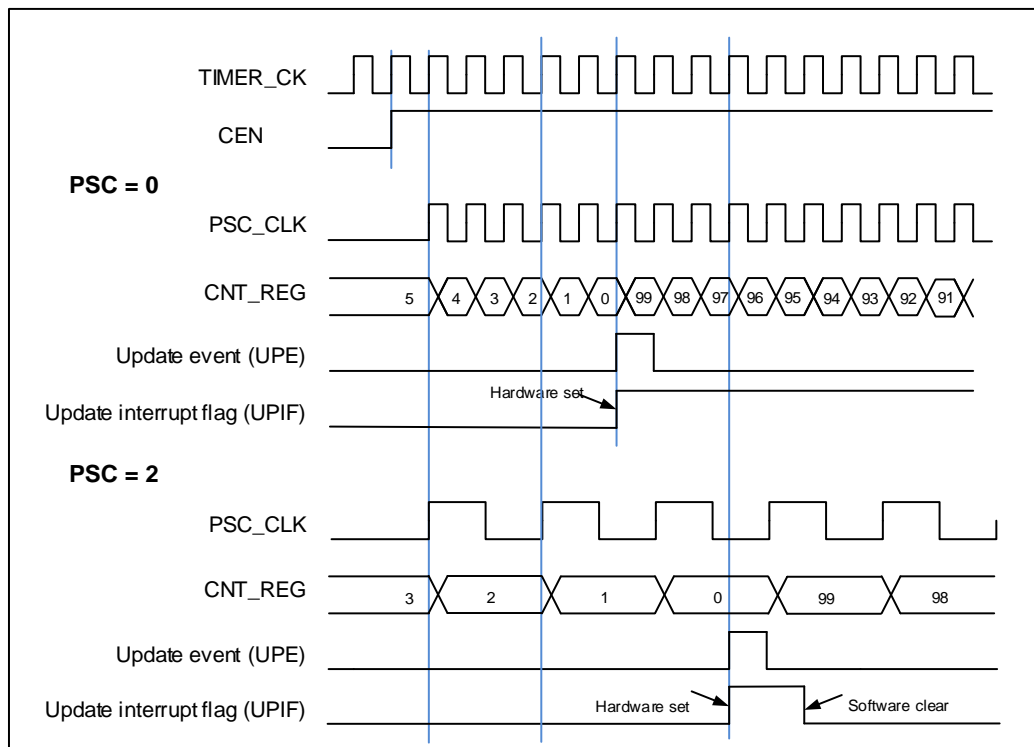 TIMER_CK
CEN
PSC = 0
PSC_CLK
CNT_REG 5 4 3 2 1 0 99 98 97 96 95 94 93 92 91
Update event (UPE)
Hardware set
Update interrupt flag (UPIF)
PSC = 2
PSC_CLK
CNT_REG 3 2 1 0 99 98
Update event (UPE)
Update interrupt flag (UPIF) Hardware set Software clear